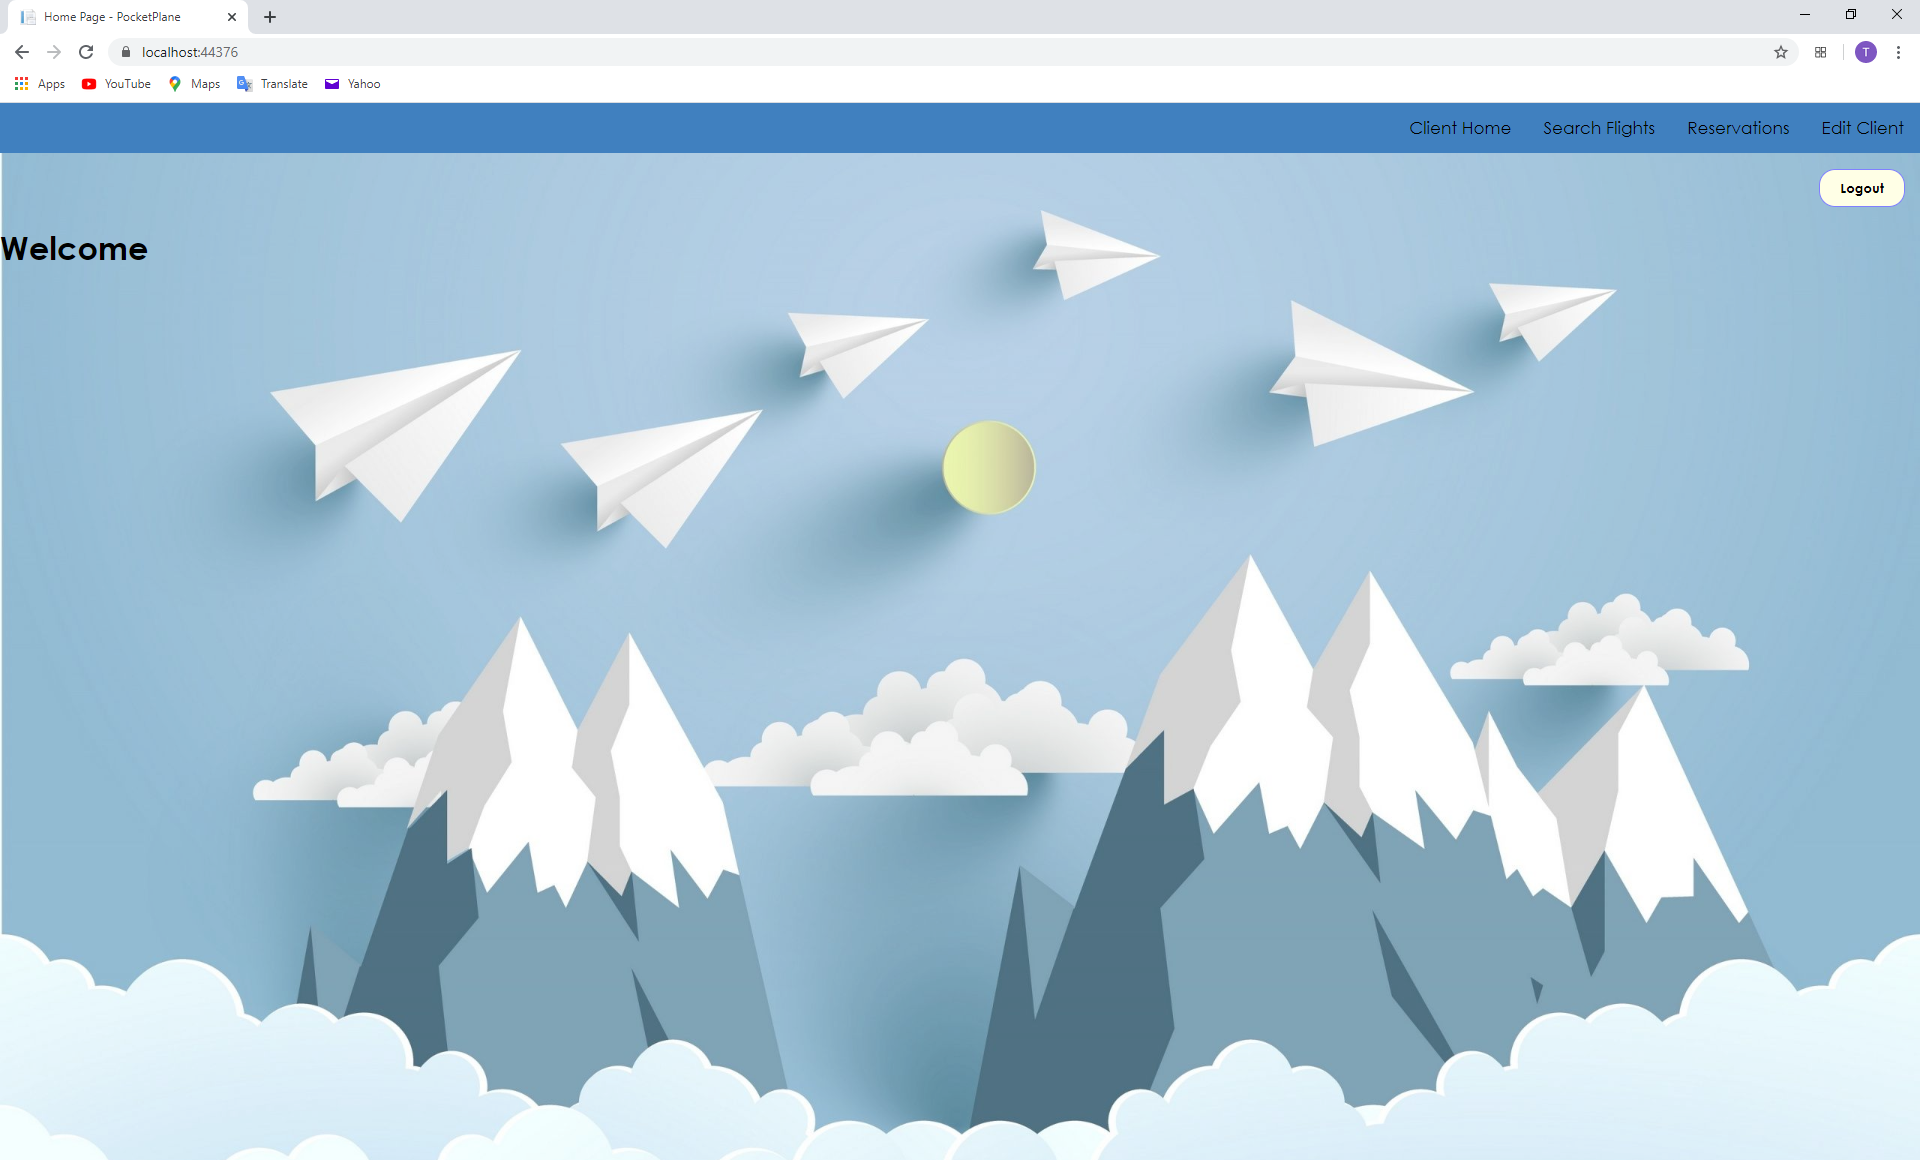 Home Page - PocketPlane
localhost:44376
T
Apps YouTube Maps Translate Yahoo
Client Home Search Flights Reservations Edit Client
Logout
Welcome